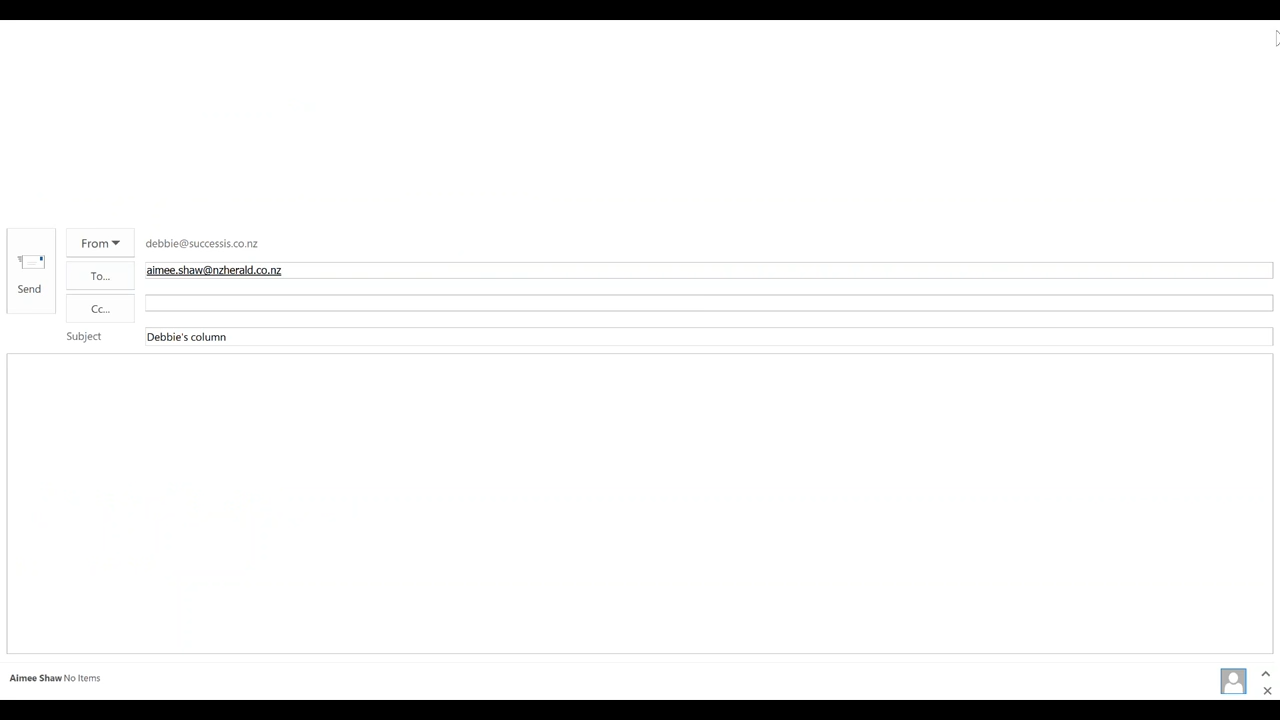 From
debbie@successis.co.nz
To...
aimee.shaw@nzherald.co.nz
Send
Cc...
Subject
Debbie's column
Aimee Shaw No Items